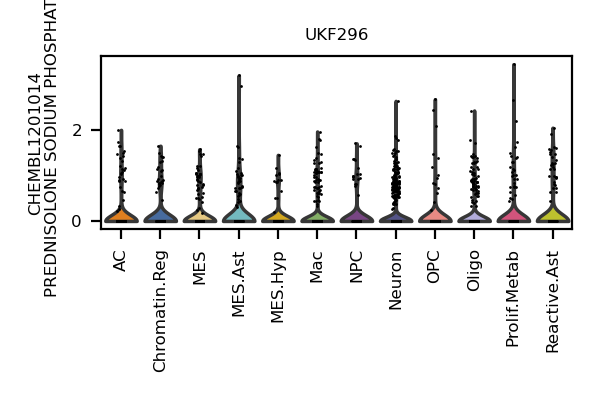 UKF296
CHEMBL1201014
PREDNISOLONE SODIUM PHOSPHAT
2
0
AC
Chromatin.Reg
MES
MES.Ast
MES.Hyp
Mac
NPC
Neuron
OPC
Oligo
Prolif.Metab
Reactive.Ast